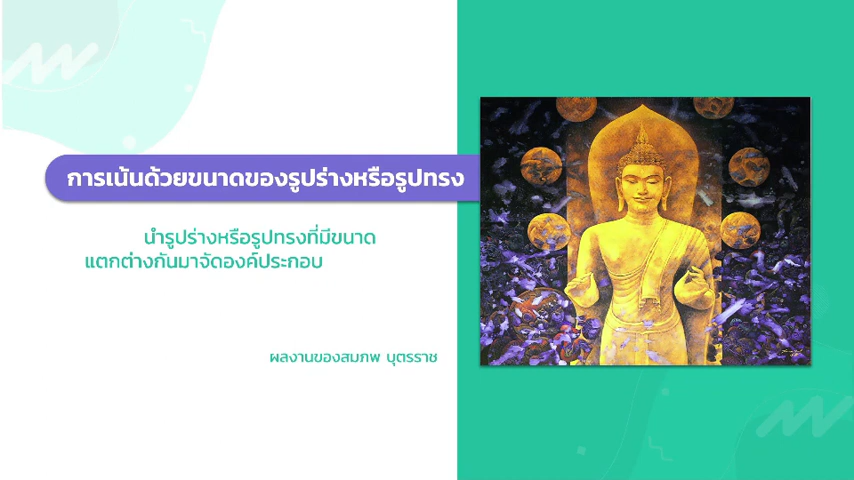 การเน้นด้วยขนาดของรูปร่างหรือรูปทรง
นำรูปร่างหรือรูปทรงที่มีขนาด
แตกต่างกันมาจัดองค์ประกอบ
ผลงานของสมภพ บุตรราช